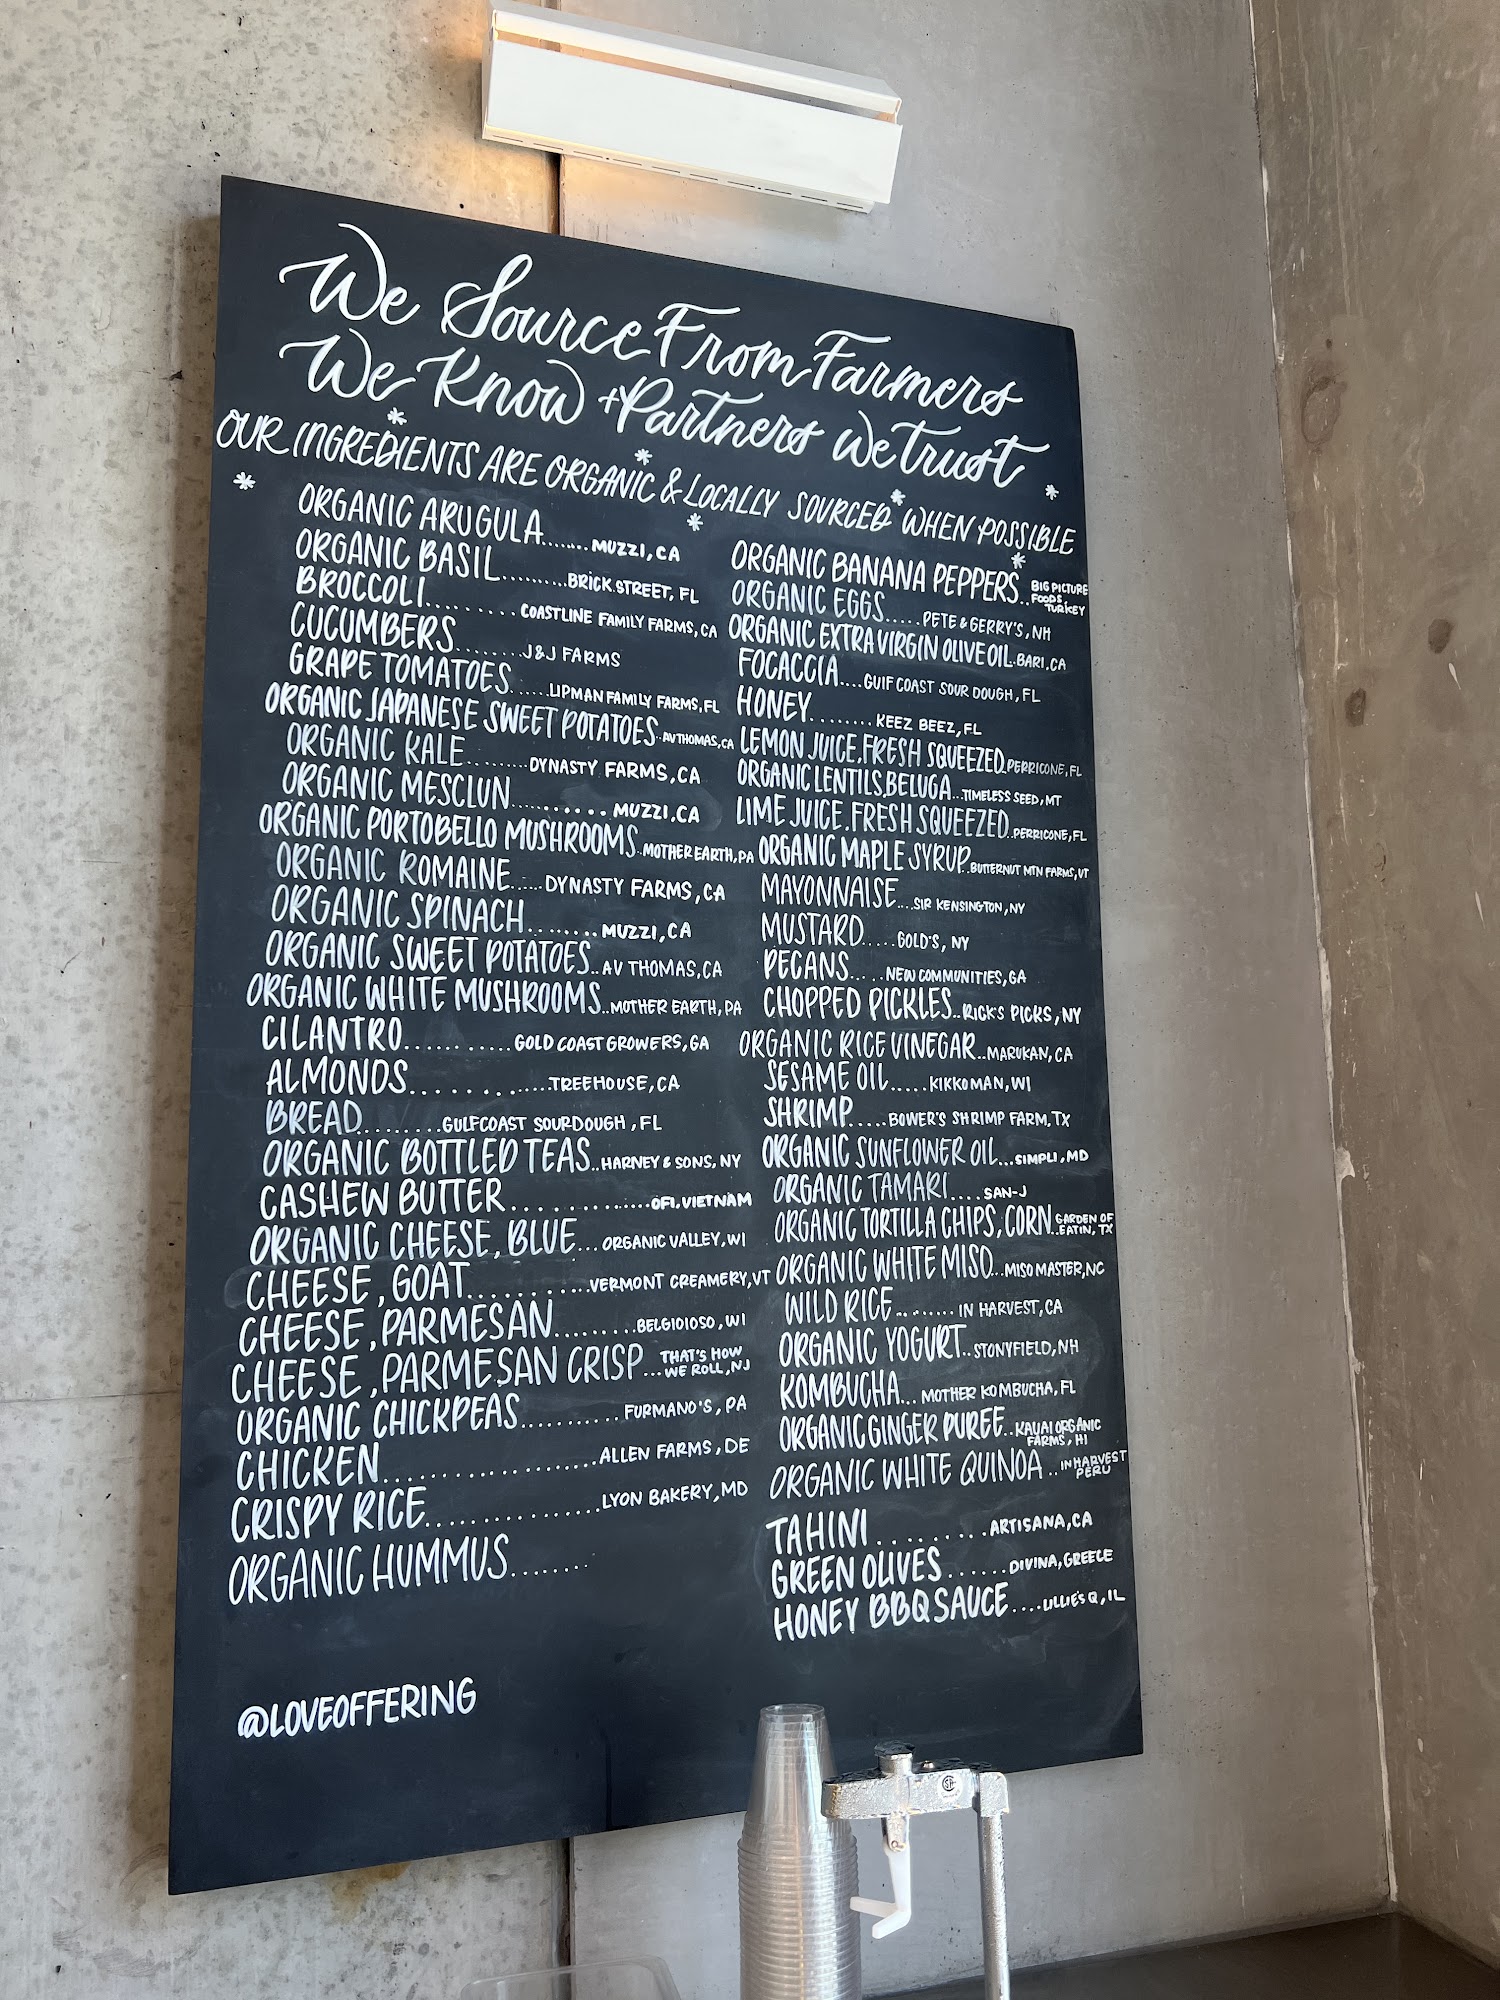 We Source From Farmers
We Know + Partners we trust
OUR INGREDIENTS ARE ORGANIC & LOCALLY SOURCED WHEN POSSIBLE
ORGANIC ARUGULA........MUZZI, CA
ORGANIC BASIL..........BRICK STREET, FL
BROCCOLI.........COASTLINE FAMILY FARMS, CA
CUCUMBERS........J&J FARMS
GRAPE TOMATOES......LIPMAN FAMILY FARMS, FL
ORGANIC JAPANESE SWEET POTATOES..AV THOMAS, CA
ORGANIC KALE.........DYNASTY FARMS, CA
ORGANIC MESCLUN...........MUZZI. CA
ORGANIC PORTOBELLO MUSHROOMS..MOTHER EARTH, PA
ORGANIC ROMAINE......DYNASTY FARMS, CA
ORGANIC SPINACH........MUZZI, CA
ORGANIC SWEET POTATOES..AV THOMAS, CA
ORGANIC WHITE MUSHROOMS..MOTHER EARTH, PA
CILANTRO...........GOLD COAST GROWERS, GA
ALMONDS.............TREEHOUSE, CA
BREAD.........GULFCOAST SOURDOUGH, FL
ORGANIC BOTTLED TEAS..HARNEY & SONS, NY
CASHEW BUTTER..............OFI. VIETNAM
ORGANIC CHEESE, BLUE...ORGANIC VALLEY, WI
CHEESE, GOAT............VERMONT CREAMERY, VT
CHEESE, PARMESAN.........BELGIOIOSO, WI
CHEESE, PARMESAN CRISP...THAT'S HOW
WE ROLL, NJ
ORGANIC CHICKPEAS...........FURMANO'S, PA
CHICKEN....................ALLEN FARMS, DE
CRISPY RICE................LYON BAKERY, MD
ORGANIC HUMMUS........
@LOVEOFFERING
ORGANIC BANANA PEPPERS..BIG PICTURE
FOODS
TURKEY
ORGANIC EGGS.....PETE & GERRY'S, NH
ORGANIC EXTRA VIRGIN OLIVE OIL.BARI, CA
FOCACCIA....GULF COAST SOUR DOUGH, FL
HONEY........KEEZ BEEZ, FL
LEMON JUICE, FRESH SQUEEZED..PERRICONE, FL
ORGANIC LENTILS, BELUGA...TIMELESS SEED, MT
LIME JUICE, FRESH SQUEEZED..PERRICONE, FL
ORGANIC MAPLE SYRUP..BUTTERNUT MTN FARMS, VT
MAYONNAISE....SIR KENSINGTON, NY
MUSTARD.....GOLD'S, NY
PECANS.....NEW COMMUNITIES, GA
CHOPPED PICKLES..RICK'S PICKS, NY
ORGANIC RICE VINEGAR..MARUKAN, CA
SESAME OIL.....KIKKOMAN, WI
SHRIMP.....BOWER'S SHRIMP FARM, TX
ORGANIC SUNFLOWER OIL...SIMPLI, MD
ORGANIC TAMARI....SAN-J
ORGANIC TORTILLA CHIPS, CORN..GARDEN OF
EATIN, TX
ORGANIC WHITE MISO...MISO MASTER, NC
WILD RICE.........IN HARVEST, CA
ORGANIC YOGURT..STONYFIELD, NH
KOMBUCHA...MOTHER KOMBUCHA, FL
ORGANIC GINGER PUREE..KAUAI ORGANIC
FARMS, HI
ORGANIC WHITE QUINOA..IN HARVEST
PERU
TAHINI.........ARTISANA, CA
GREEN OLIVES......DIVINA, GREECE
HONEY BBQ SAUCE....LILLIE'S Q, IL